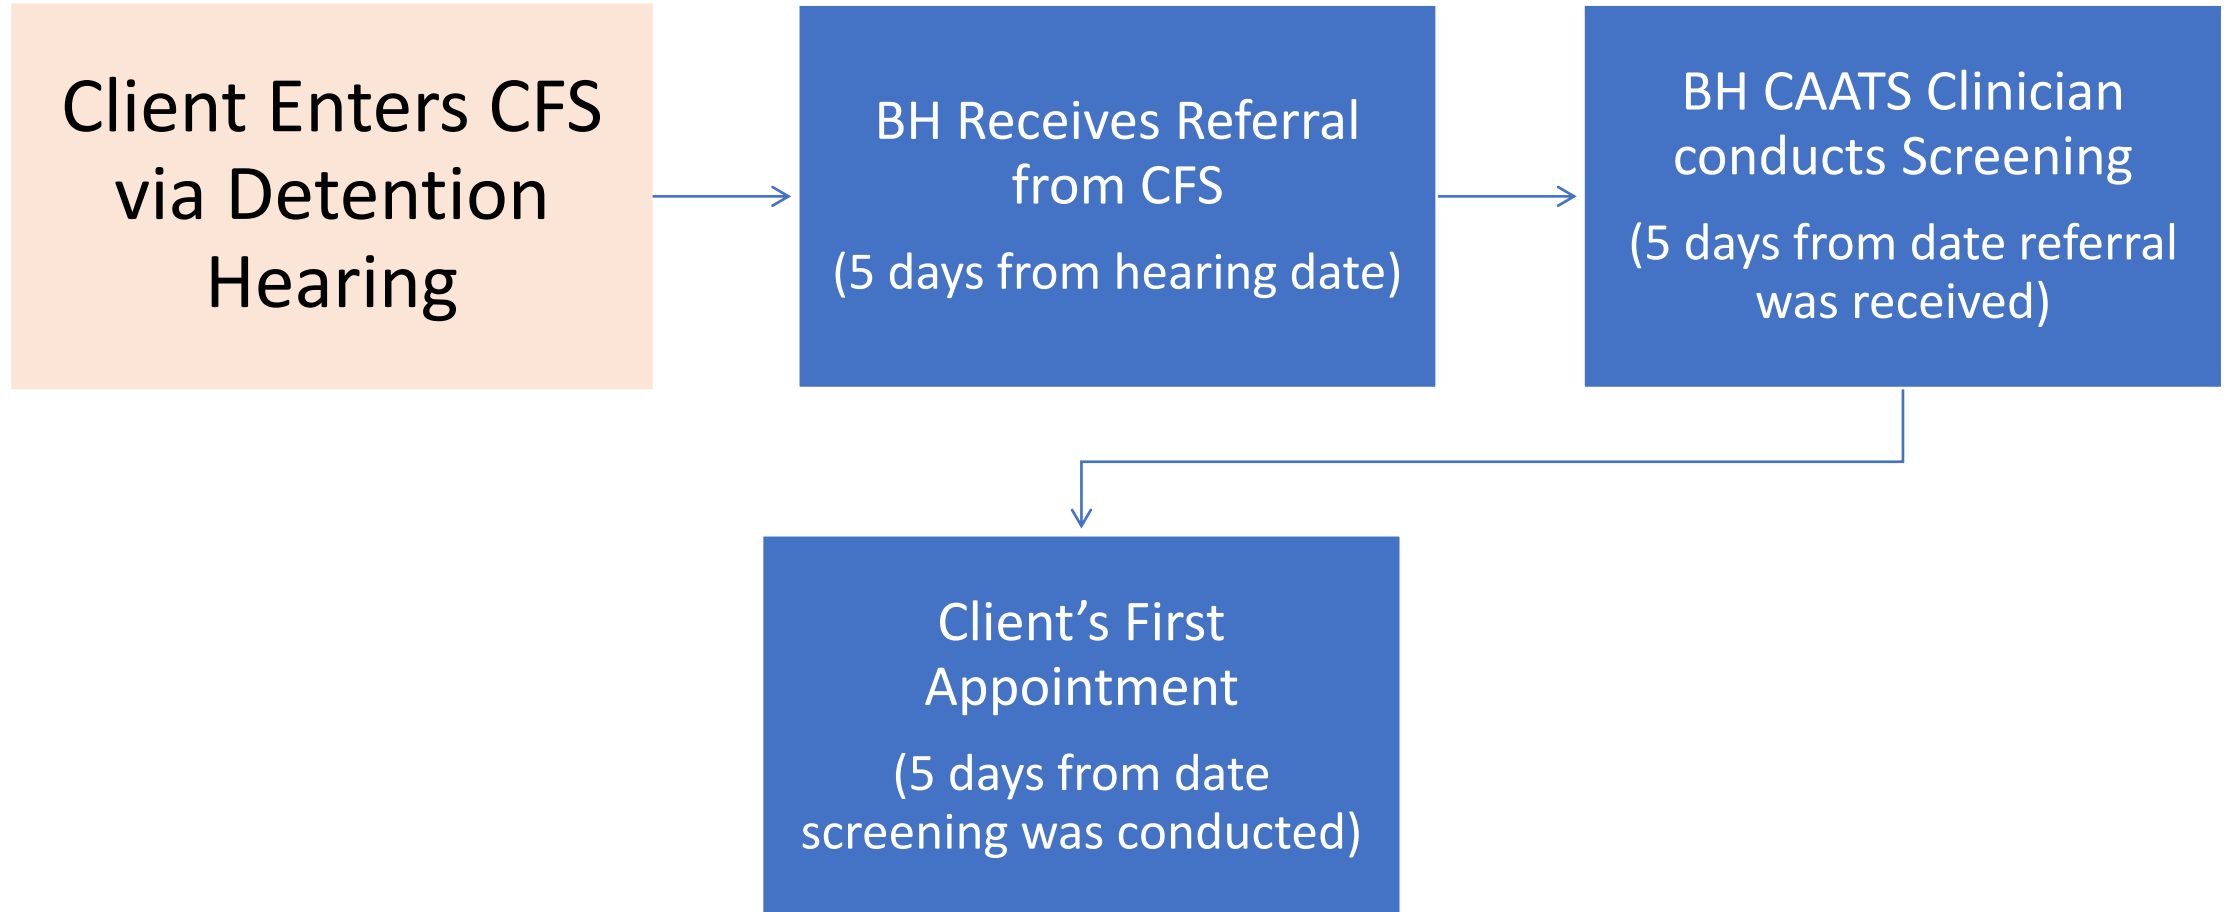 Client Enters CFS
via Detention
Hearing
BH Receives Referral
from CFS
(5 days from hearing date)
BH CAATS Clinician
conducts Screening
(5 days from date referral
was received)
Client’s First
Appointment
(5 days from date
screening was conducted)